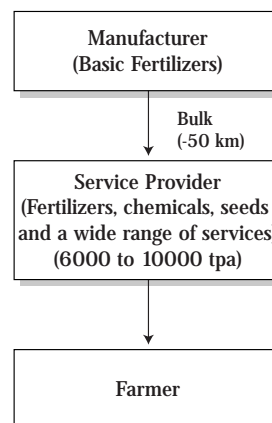 Manufacturer
(Basic Fertilizers)
Bulk
(-50 km)
Service Provider
(Fertilizers, chemicals, seeds
and a wide range of services)
(6000 to 10000 tpa)
Farmer